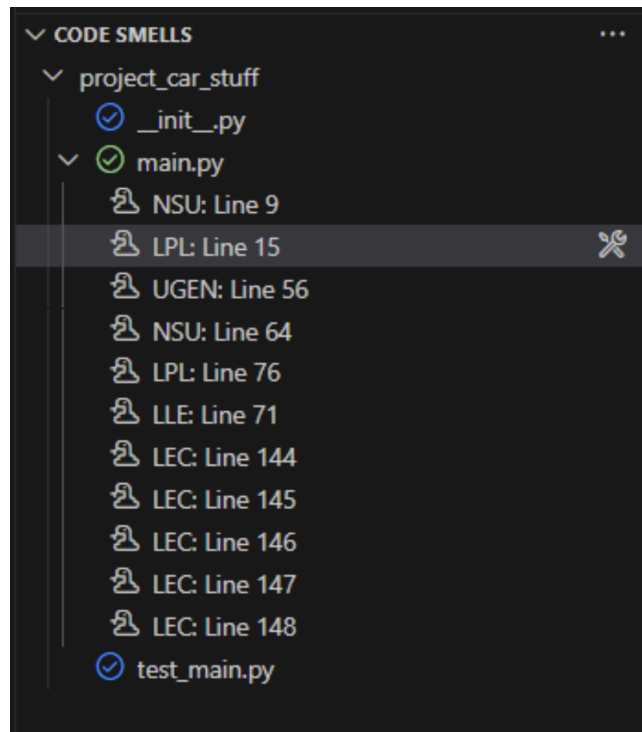 CODE SMELLS
project_car_stuff
__init__.py
main.py
NSU: Line 9
LPL: Line 15
UGEN: Line 56
NSU: Line 64
LPL: Line 76
LLE: Line 71
LEC: Line 144
LEC: Line 145
LEC: Line 146
LEC: Line 147
LEC: Line 148
test_main.py